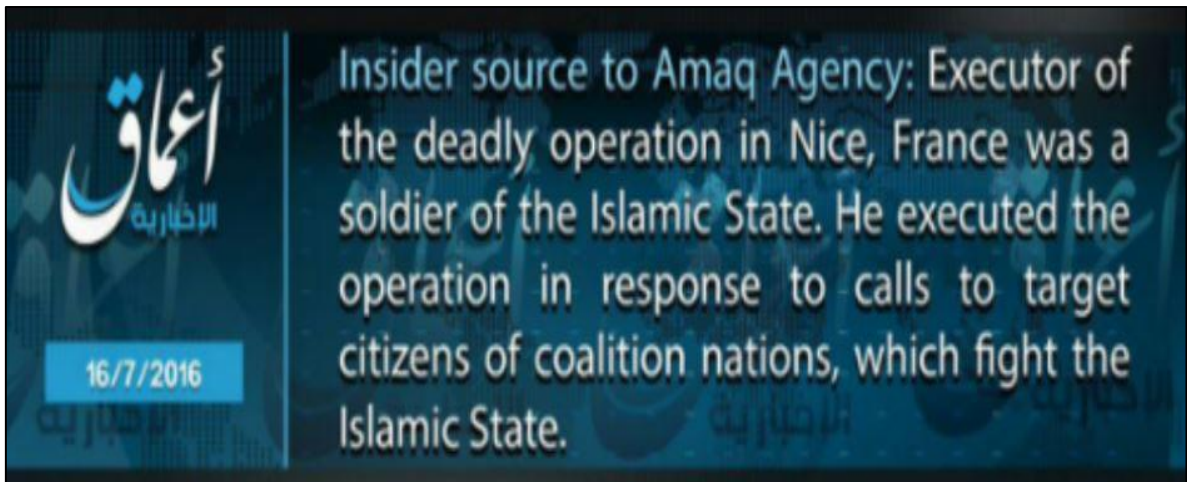 أعماق
الإخبارية
16/7/2016
Insider source to Amaq Agency: Executor of
the deadly operation in Nice, France was a
soldier of the Islamic State. He executed the
operation in response to calls to target
citizens of coalition nations, which fight the
Islamic State.